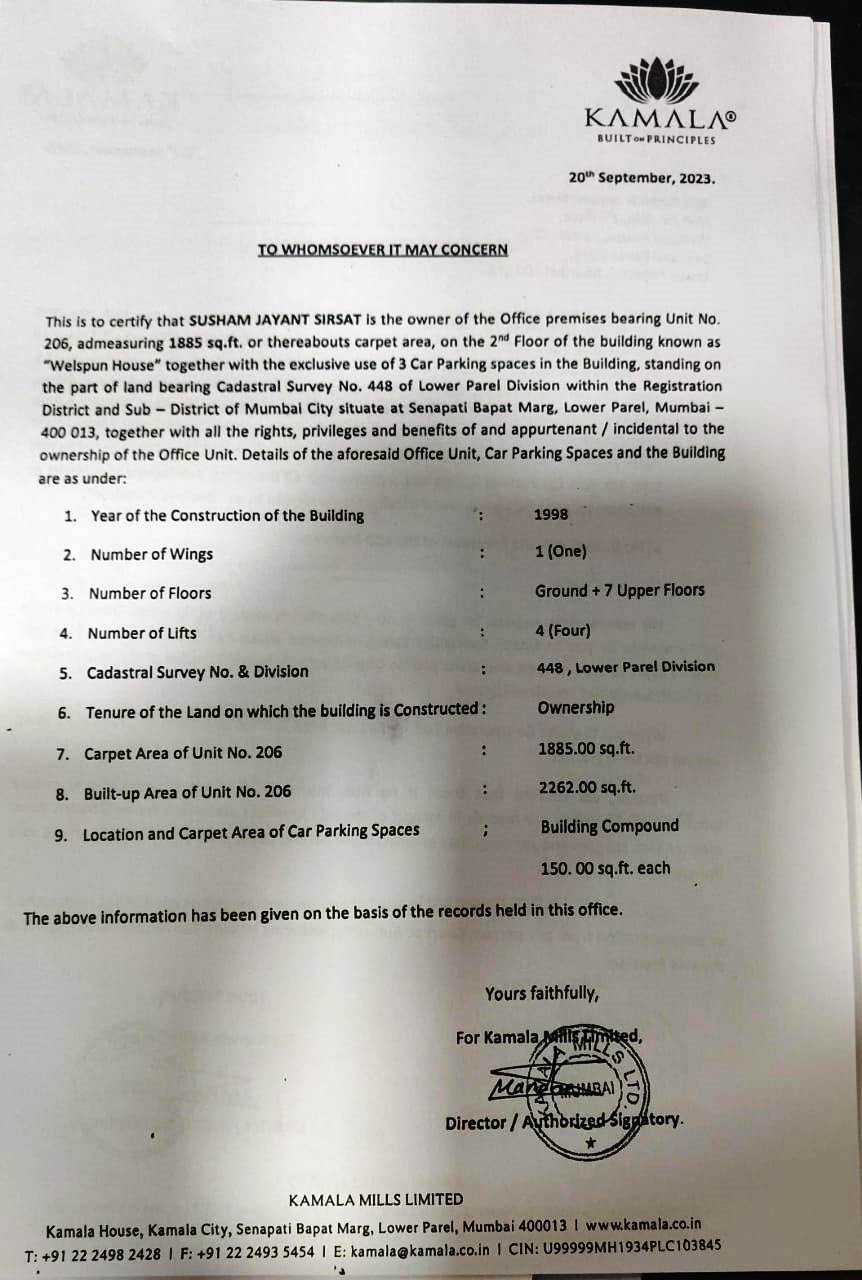 KAMALA®
BUILT ON PRINCIPLES
20th September, 2023.
TO WHOMSOEVER IT MAY CONCERN
This is to certify that SUSHAM JAYANT SIRSAT is the owner of the Office premises bearing Unit No.
206, admeasuring 1885 sq.ft. or thereabouts carpet area, on the 2nd Floor of the building known as
“Welspun House” together with the exclusive use of 3 Car Parking spaces in the Building, standing on
the part of land bearing Cadastral Survey No. 448 of Lower Parel Division within the Registration
District and Sub – District of Mumbai City situate at Senapati Bapat Marg, Lower Parel, Mumbai –
400 013, together with all the rights, privileges and benefits of and appurtenant / incidental to the
ownership of the Office Unit. Details of the aforesaid Office Unit, Car Parking Spaces and the Building
are as under:
1. Year of the Construction of the Building : 1998
2. Number of Wings : 1 (One)
3. Number of Floors : Ground + 7 Upper Floors
4. Number of Lifts : 4 (Four)
5. Cadastral Survey No. & Division : 448 , Lower Parel Division
6. Tenure of the Land on which the building is Constructed : Ownership
7. Carpet Area of Unit No. 206 : 1885.00 sq.ft.
8. Built-up Area of Unit No. 206 : 2262.00 sq.ft.
9. Location and Carpet Area of Car Parking Spaces ; Building Compound
150. 00 sq.ft. each
The above information has been given on the basis of the records held in this office.
Yours faithfully,
For Kamala Mills Limited,
KAMALA MILLS LTD.
MUMBAI
Director / Authorized Signatory.
KAMALA MILLS LIMITED
Kamala House, Kamala City, Senapati Bapat Marg, Lower Parel, Mumbai 400013 | www.kamala.co.in
T: +91 22 2498 2428 | F: +91 22 2493 5454 | E: kamala@kamala.co.in | CIN: U99999MH1934PLC103845